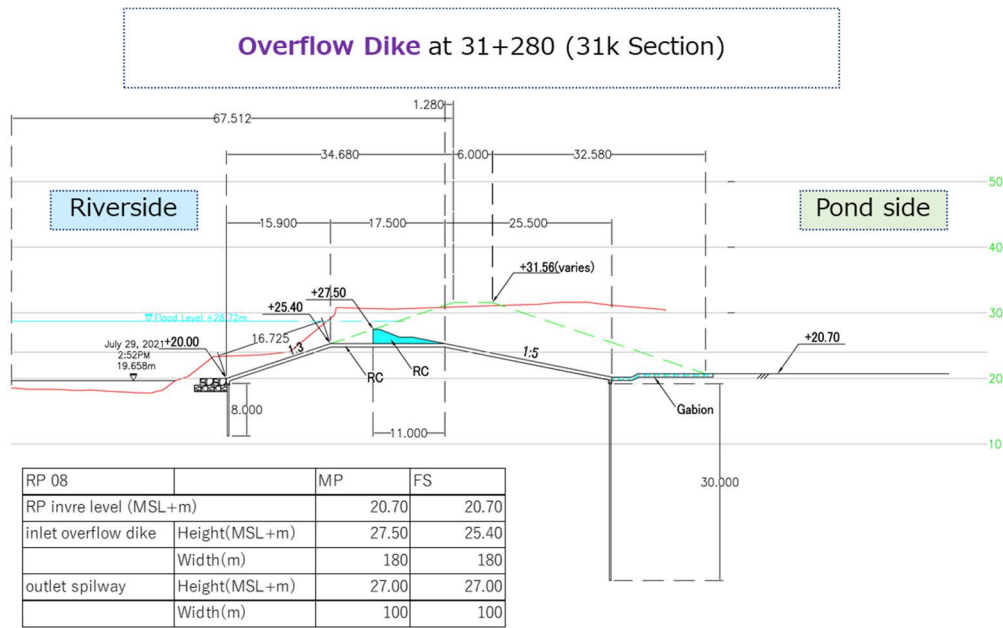 Overflow Dike at 31+280 (31k Section)
1.280
67.512
34.680
6.000
32.580
50
Riverside
Pond side
15.900
17.500
25.500
40
+31.56(varies)
+27.50
30
+25.40
Flood Level +28.72m
16.725
July 29, 2021
2:52PM
19.658m
+20.00
1:3
1:5
+20.70
RC
RC
20
8.000
Gabion
11.000
10
30.000
RP 08 MP FS
RP invre level (MSL+m) 20.70 20.70
inlet overflow dike Height(MSL+m) 27.50 25.40
Width(m) 180 180
outlet spilway Height(MSL+m) 27.00 27.00
Width(m) 100 100